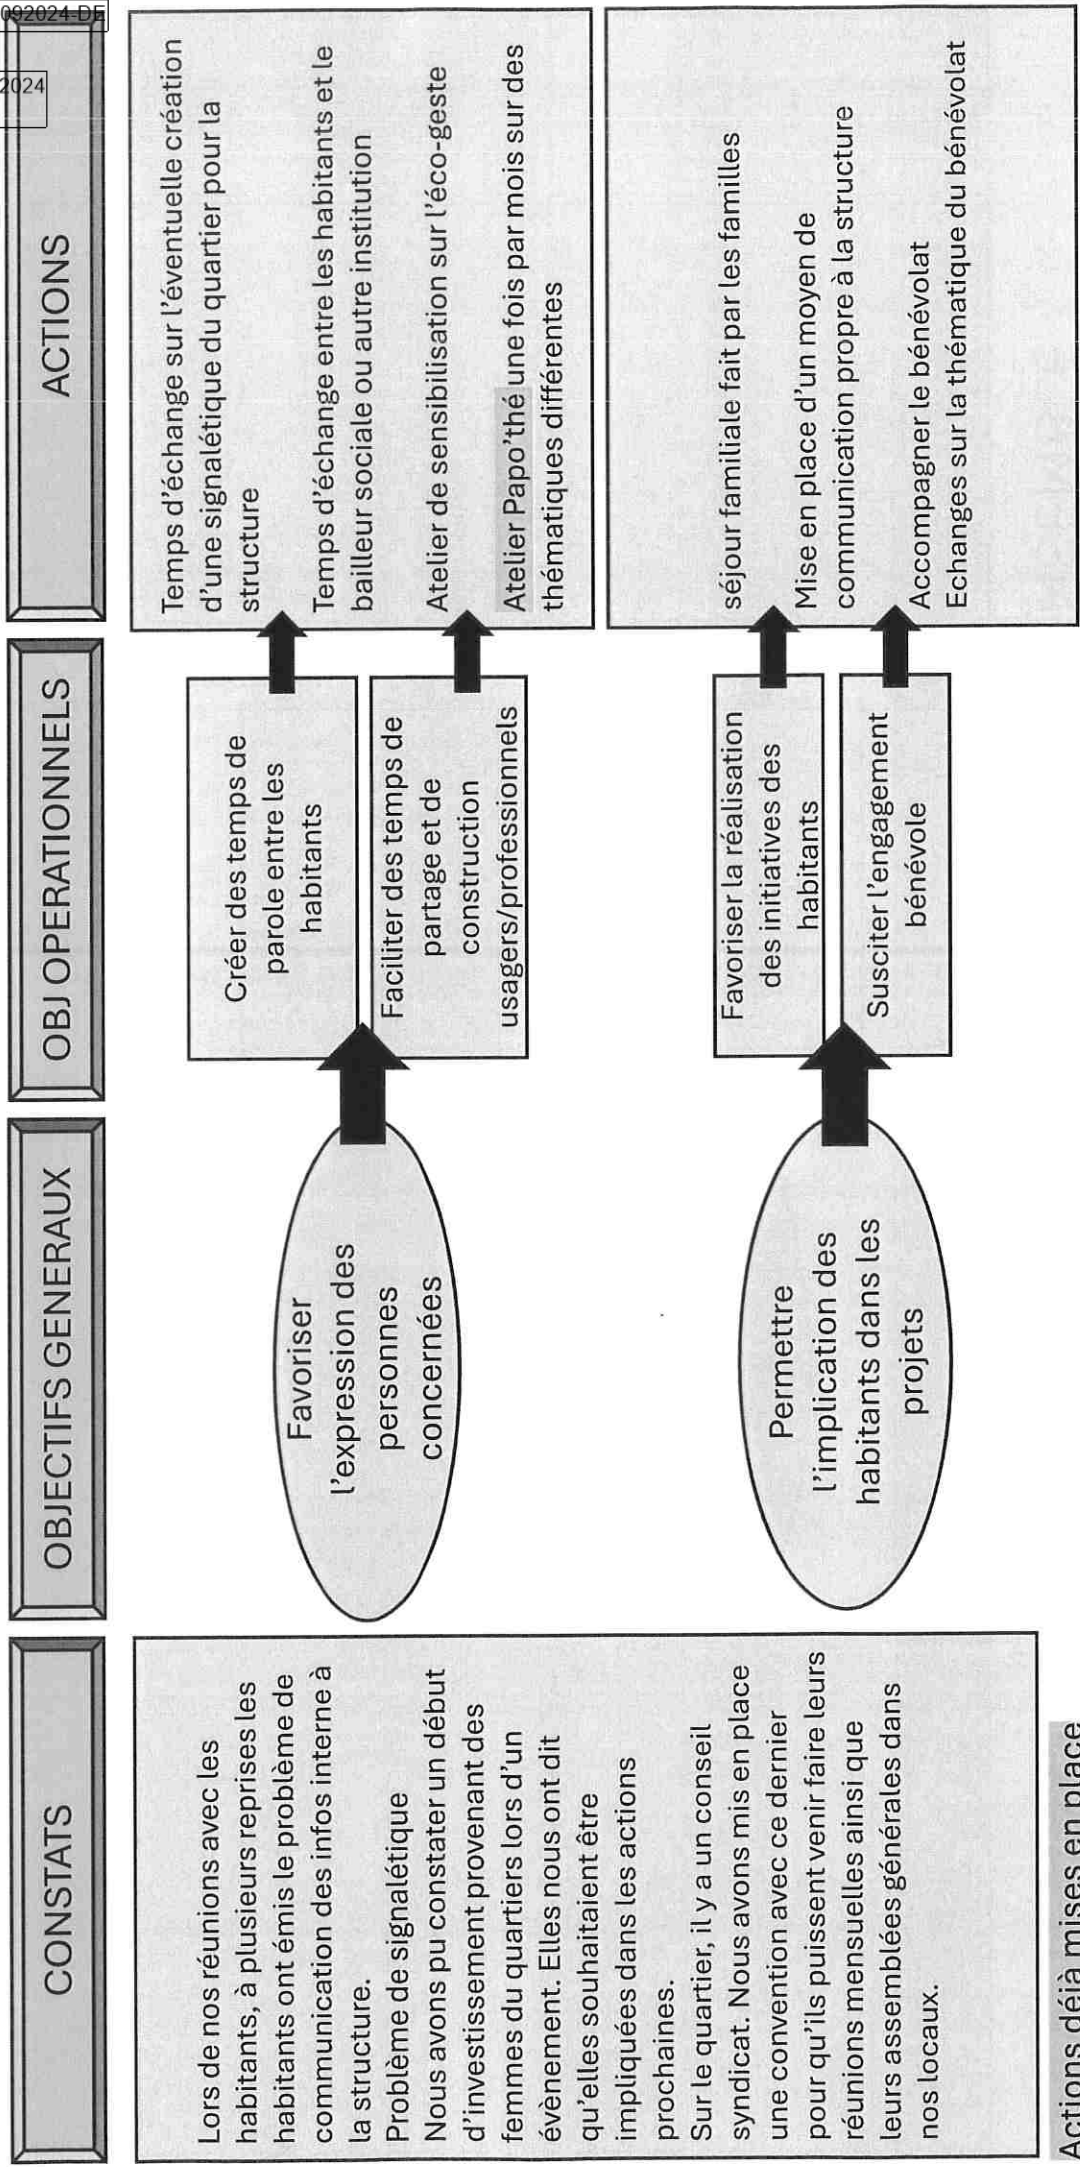 092024-DE
2024
CONSTATS
OBJECTIFS GENERAUX
OBJ OPERATIONNELS
ACTIONS
Lors de nos réunions avec les
habitants, à plusieurs reprises les
habitants ont émis le problème de
communication des infos interne à
la structure.
Problème de signalétique
Nous avons pu constater un début
d'investissement provenant des
femmes du quartiers lors d'un
évènement. Elles nous ont dit
qu'elles souhaitaient être
impliquées dans les actions
prochaines.
Sur le quartier, il y a un conseil
syndicat. Nous avons mis en place
une convention avec ce dernier
pour qu'ils puissent venir faire leurs
réunions mensuelles ainsi que
leurs assemblées générales dans
nos locaux.
Favoriser
l'expression des
personnes
concernées
Créer des temps de
parole entre les
habitants
Faciliter des temps de
partage et de
construction
usagers/professionnels
Temps d'échange sur l'éventuelle création
d'une signalétique du quartier pour la
structure
Temps d'échange entre les habitants et le
bailleur sociale ou autre institution
Atelier de sensibilisation sur l'éco-geste
Atelier Papo'thé une fois par mois sur des
thématiques différentes
Permettre
l'implication des
habitants dans les
projets
Favoriser la réalisation
des initiatives des
habitants
Susciter l'engagement
bénévole
séjour familiale fait par les familles
Mise en place d'un moyen de
communication propre à la structure
Accompagner le bénévolat
Echanges sur la thématique du bénévolat
Actions déjà mises en place